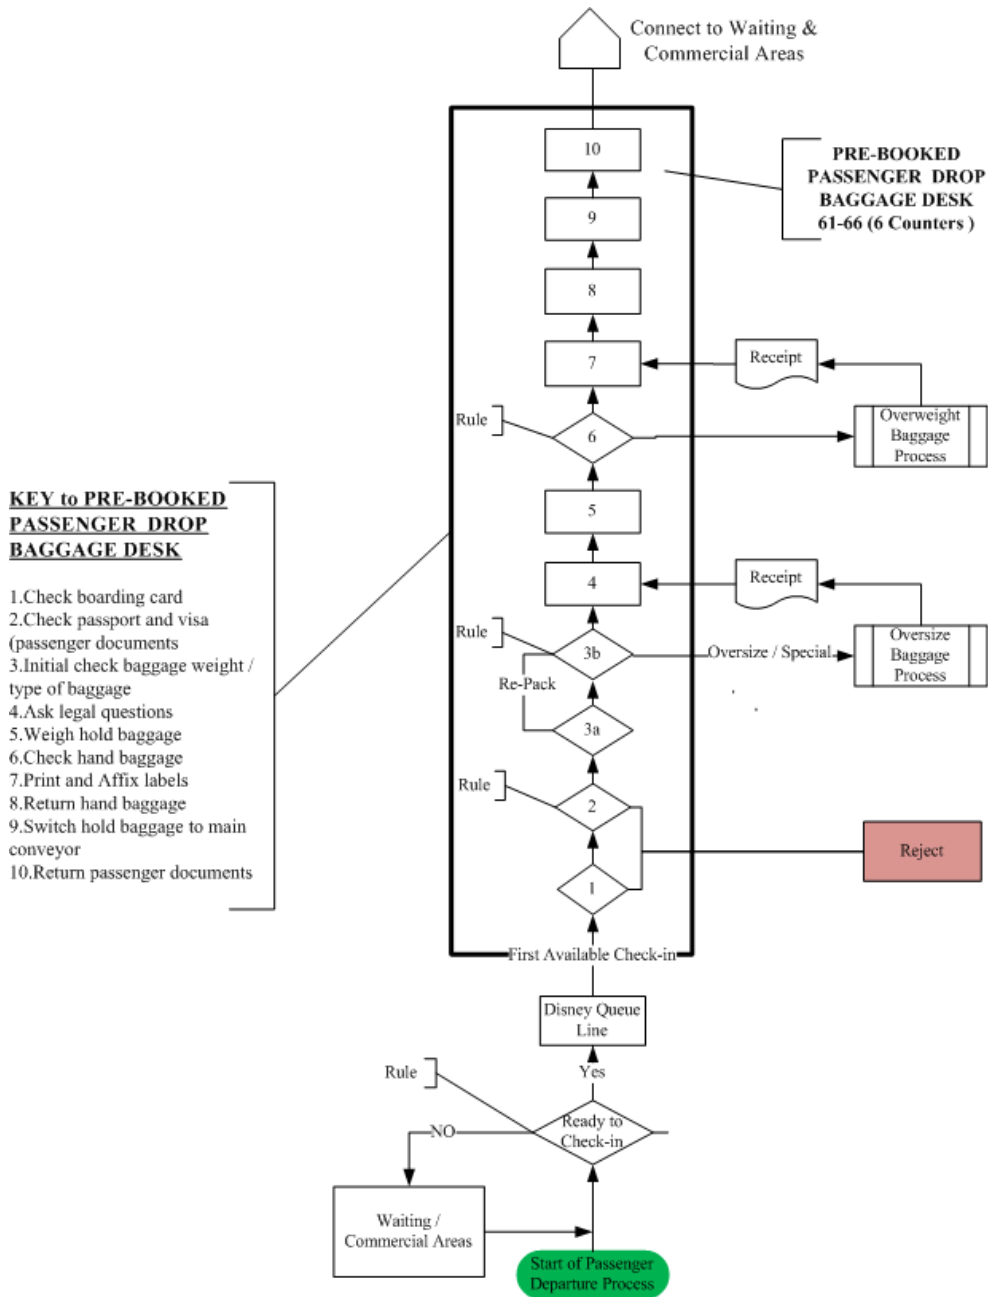 Connect to Waiting &
Commercial Areas
10
PRE-BOOKED
PASSENGER DROP
BAGGAGE DESK
61-66 (6 Counters )
9
8
7
Receipt
Rule
6
Overweight
Baggage
Process
KEY to PRE-BOOKED
PASSENGER DROP
BAGGAGE DESK
1.Check boarding card
2.Check passport and visa
(passenger documents
3.Initial check baggage weight /
type of baggage
4.Ask legal questions
5.Weigh hold baggage
6.Check hand baggage
7.Print and Affix labels
8.Return hand baggage
9.Switch hold baggage to main
conveyor
10.Return passenger documents
5
4
Receipt
Rule
3b
Oversize / Special
Oversize
Baggage
Process
Re-Pack
3a
Rule
2
Reject
1
First Available Check-in
Disney Queue
Line
Rule
Yes
Ready to
Check-in
NO
Waiting /
Commercial Areas
Start of Passenger
Departure Process